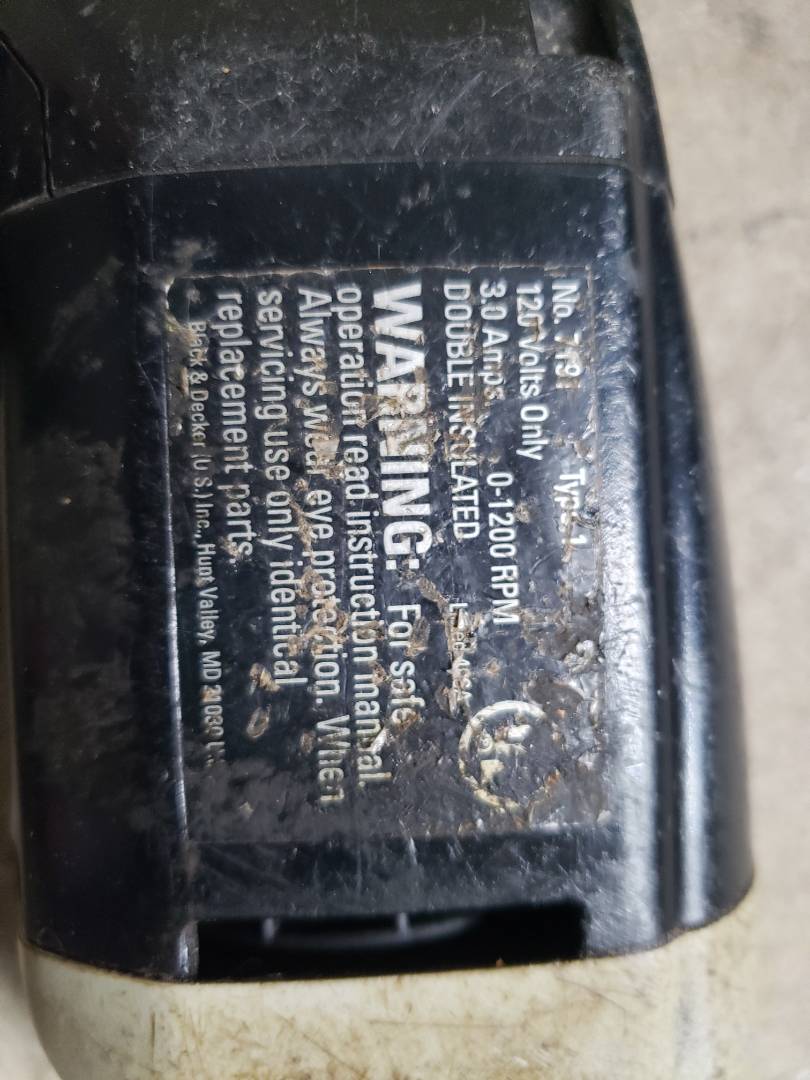 No. Type 1
120 Volts Only
3.0 Amps 0-1200 RPM
DOUBLE INSULATED
WARNING: For safe
operation read instruction manual.
Always wear eye protection. When
servicing use only identical
replacement parts.
Black & Decker (U.S.) Inc., Hunt Valley, MD 21030